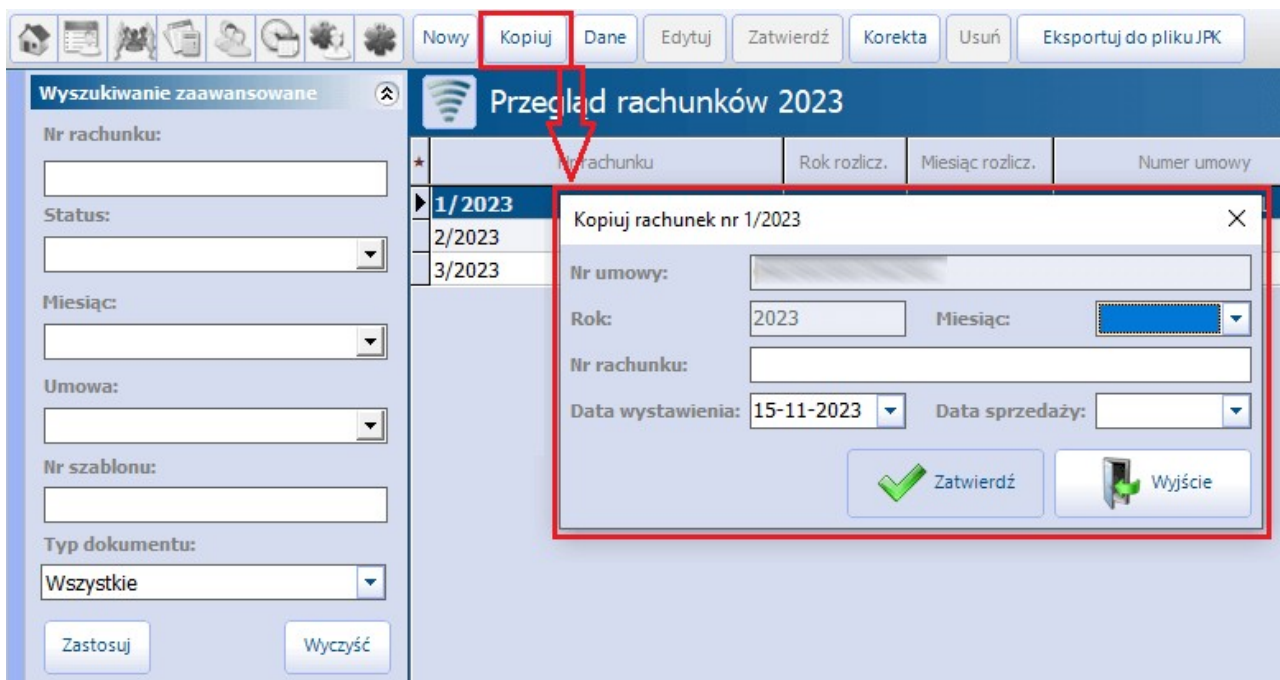 Nowy Kopiuj Dane Edytuj Zatwierdź Korekta Usuń Eksportuj do pliku JPK
Wyszukiwanie zaawansowane
Nr rachunku:
Status:
Miesiąc:
Umowa:
Nr szablonu:
Typ dokumentu:
Wszystkie
Zastosuj Wyczyść
Przegląd rachunków 2023
Nr rachunku Rok rozlicz. Miesiąc rozlicz. Numer umowy
1/2023
2/2023
3/2023
Kopiuj rachunek nr 1/2023
Nr umowy:
Rok: 2023 Miesiąc:
Nr rachunku:
Data wystawienia: 15-11-2023 Data sprzedaży:
Zatwierdź Wyjście